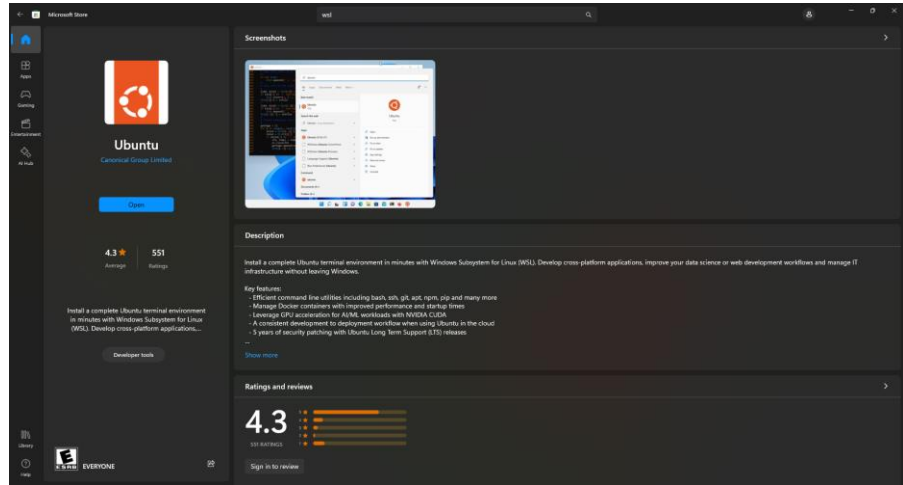 Microsoft Store
wsl
Apps
Gaming
Entertainment
AI Hub
Library
Help
Ubuntu
Canonical Group Limited
Open
4.3 ★ 551
Average Ratings
Install a complete Ubuntu terminal environment
in minutes with Windows Subsystem for Linux
(WSL). Develop cross-platform applications,...
Developer tools
ESRB EVERYONE
Screenshots
Description
Install a complete Ubuntu terminal environment in minutes with Windows Subsystem for Linux (WSL). Develop cross-platform applications, improve your data science or web development workflows and manage IT
infrastructure without leaving Windows.
Key features:
- Efficient command line utilities including bash, ssh, git, apt, npm, pip and many more
- Manage Docker containers with improved performance and startup times
- Leverage GPU acceleration for AI/ML workloads with NVIDIA CUDA
- A consistent development to deployment workflow when using Ubuntu in the cloud
- 5 years of security patching with Ubuntu Long Term Support (LTS) releases
...
Show more
Ratings and reviews
4.3
551 RATINGS
Sign in to review